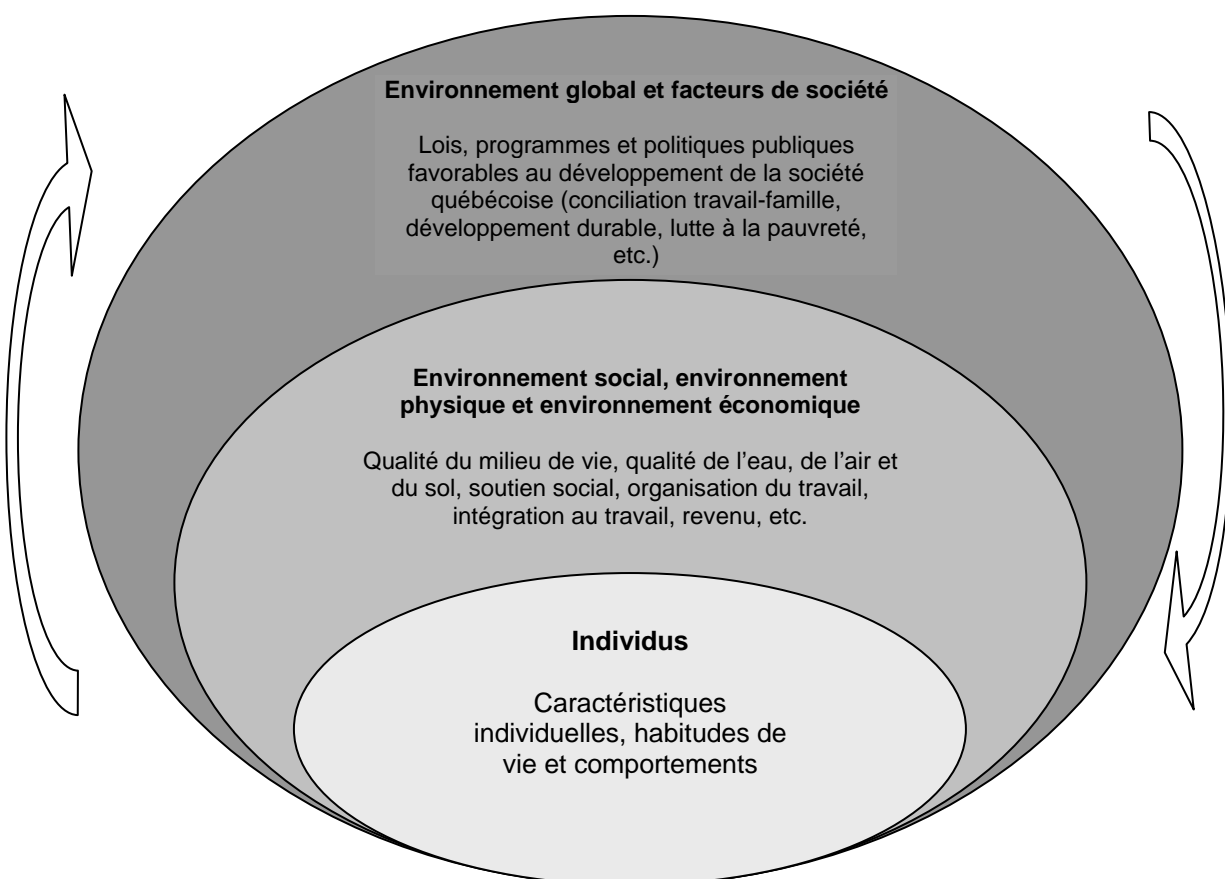 Environnement global et facteurs de société
Lois, programmes et politiques publiques
favorables au développement de la société
québécoise (conciliation travail-famille,
développement durable, lutte à la pauvreté,
etc.)
Environnement social, environnement
physique et environnement économique
Qualité du milieu de vie, qualité de l’eau, de l’air et
du sol, soutien social, organisation du travail,
intégration au travail, revenu, etc.
Individus
Caractéristiques
individuelles, habitudes de
vie et comportements